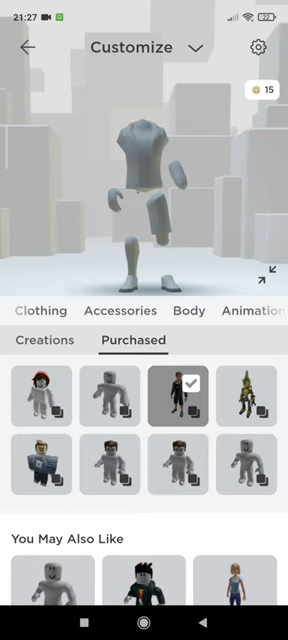 21:27
22
Customize
15
Clothing Accessories Body Animation
Creations Purchased
You May Also Like